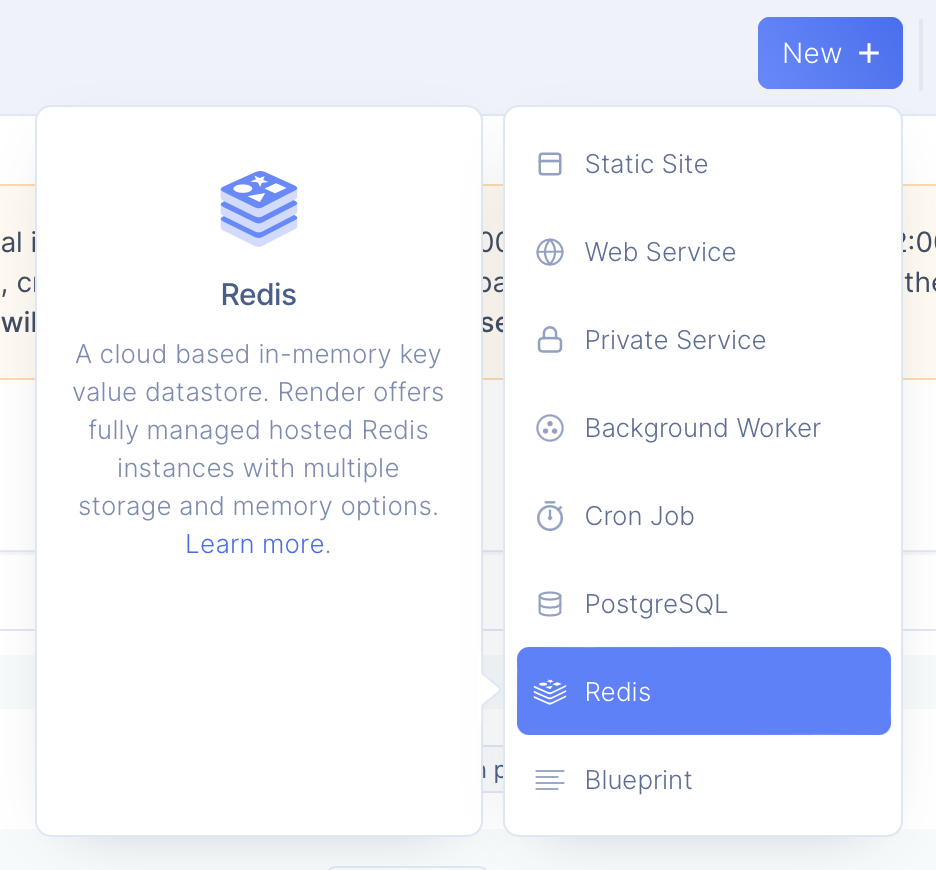 New +
Redis
A cloud based in-memory key
value datastore. Render offers
fully managed hosted Redis
instances with multiple
storage and memory options.
Learn more.
Static Site
Web Service
Private Service
Background Worker
Cron Job
PostgreSQL
Redis
Blueprint